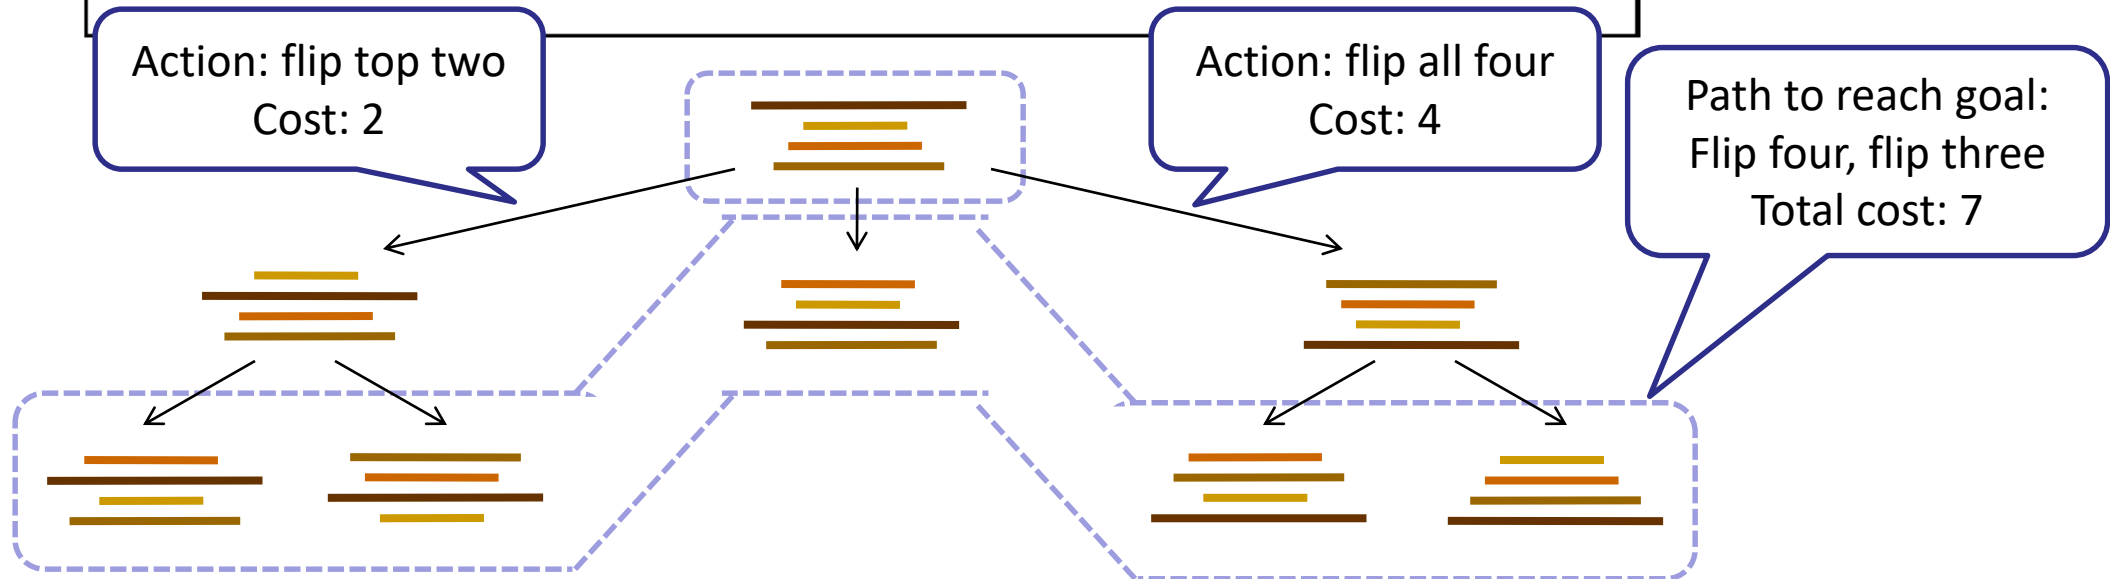 Action: flip top two
Cost: 2
Action: flip all four
Cost: 4
Path to reach goal:
Flip four, flip three
Total cost: 7